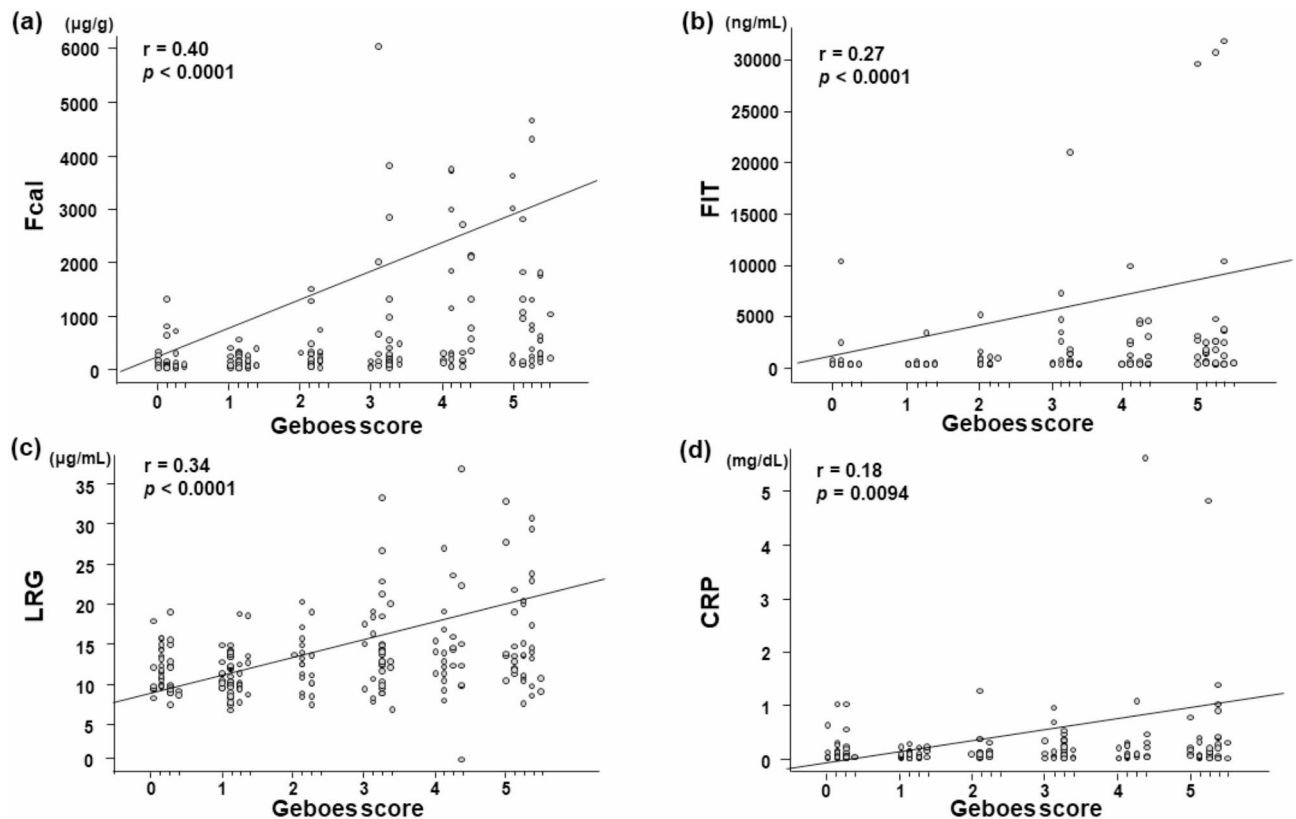 (a)
(µg/g)
r = 0.40
p < 0.0001
6000
5000
4000
3000
2000
1000
0
Fcal
0 1 2 3 4 5
Geboes score
(b)
(ng/mL)
r = 0.27
p < 0.0001
30000
25000
20000
15000
10000
5000
0
FIT
0 1 2 3 4 5
Geboes score
(c)
(µg/mL)
r = 0.34
p < 0.0001
35
30
25
20
15
10
5
0
LRG
0 1 2 3 4 5
Geboes score
(d)
(mg/dL)
r = 0.18
p = 0.0094
5
4
3
2
1
0
CRP
0 1 2 3 4 5
Geboes score